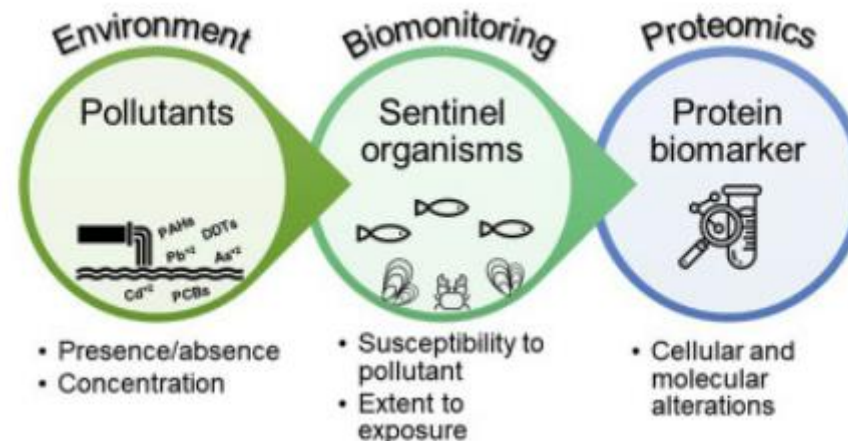 Environment
Pollutants
PAHs
DDTs
Pb⁺²
As⁺²
Cd⁺²
PCBs
• Presence/absence
• Concentration
Biomonitoring
Sentinel
organisms
• Susceptibility to
pollutant
• Extent to
exposure
Proteomics
Protein
biomarker
• Cellular and
molecular
alterations